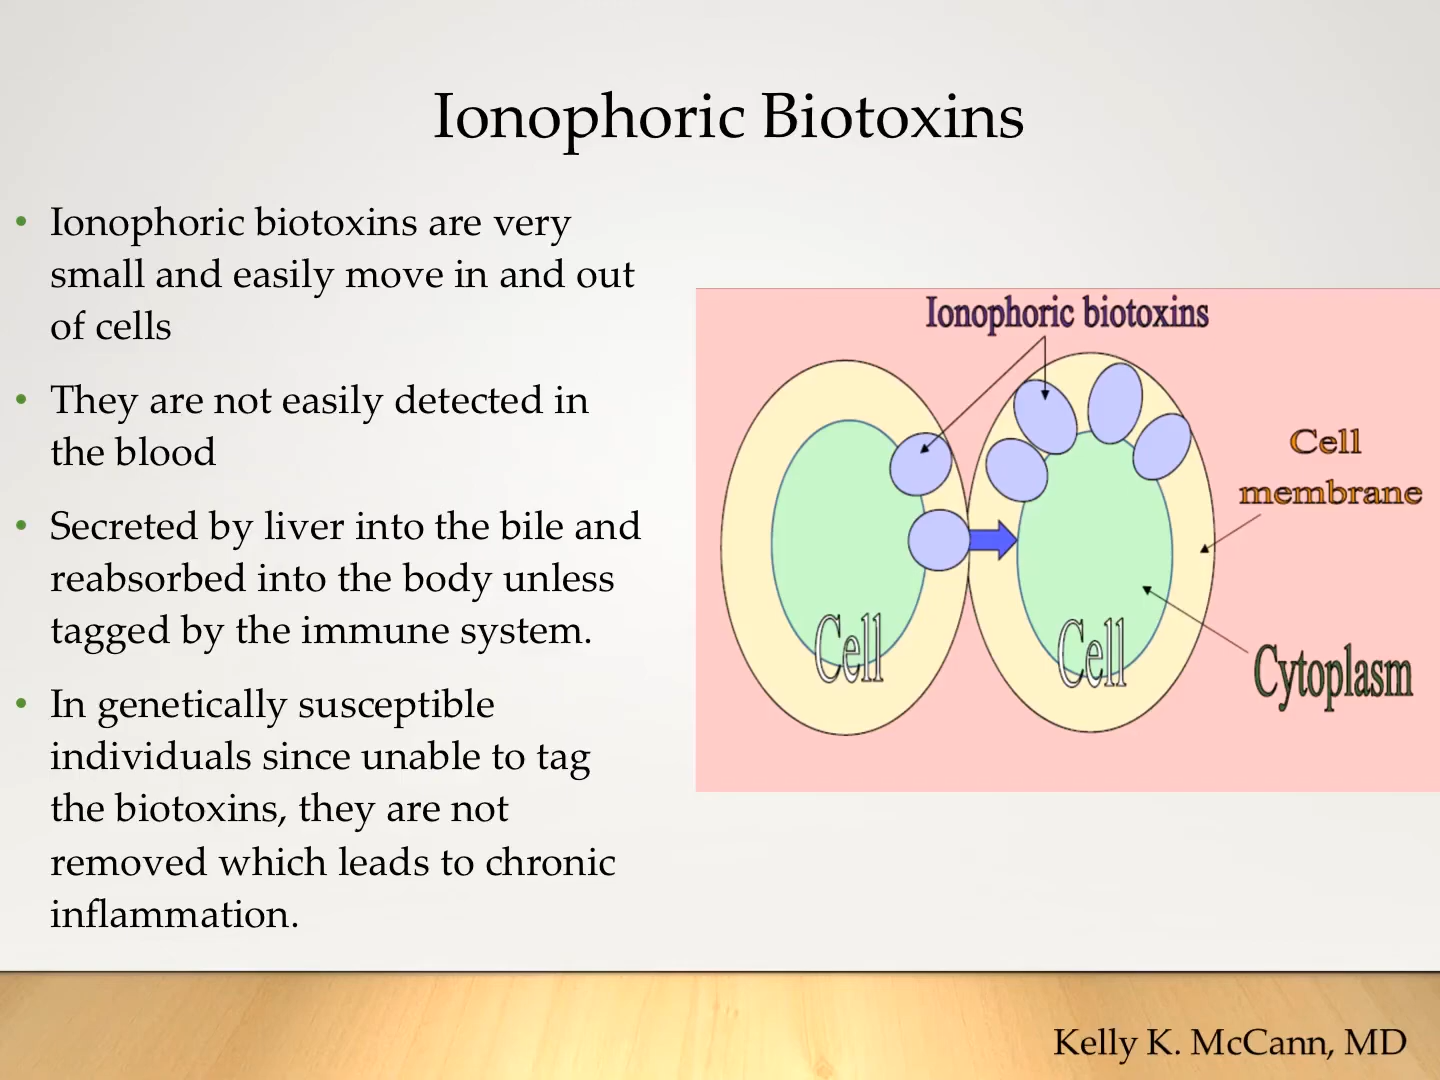 Ionophoric Biotoxins
• Ionophoric biotoxins are very
small and easily move in and out
of cells
• They are not easily detected in
the blood
• Secreted by liver into the bile and
reabsorbed into the body unless
tagged by the immune system.
• In genetically susceptible
individuals since unable to tag
the biotoxins, they are not
removed which leads to chronic
inflammation.
Ionophoric biotoxins
Cell
membrane
Cell
Cell
Cytoplasm
Kelly K. McCann, MD